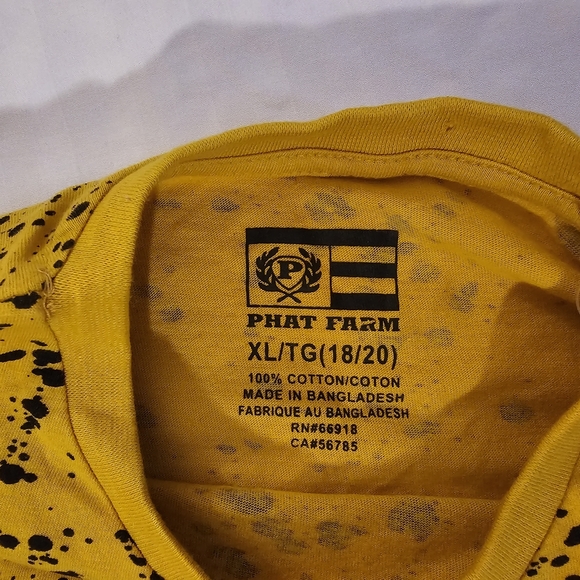 P
PHAT FARM
XL/TG(18/20)
100% COTTON/COTON
MADE IN BANGLADESH
FABRIQUE AU BANGLADESH
RN#66918
CA#56785